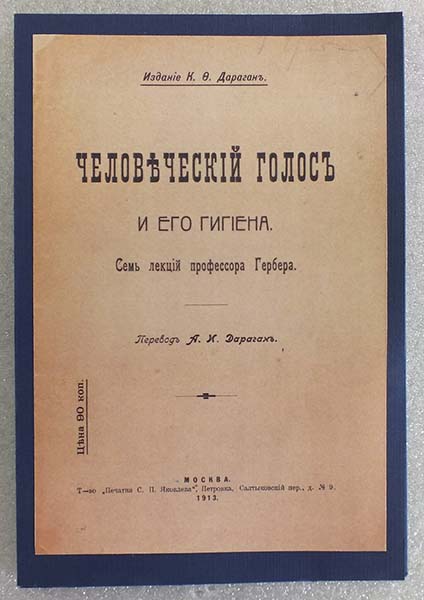 Изданіе К. Ѳ. Дараганъ.
ЧЕЛОВѢЧЕСКІЙ ГОЛОСЪ
И ЕГО ГИГІЕНА.
Семь лекцій профессора Гербера.
Переводъ А. И. Дараганъ.
Цѣна 90 коп.
МОСКВА.
Т-во „Печатня С. П. Яковлева“, Петровка, Салтыковскій пер., д. № 9.
1913.